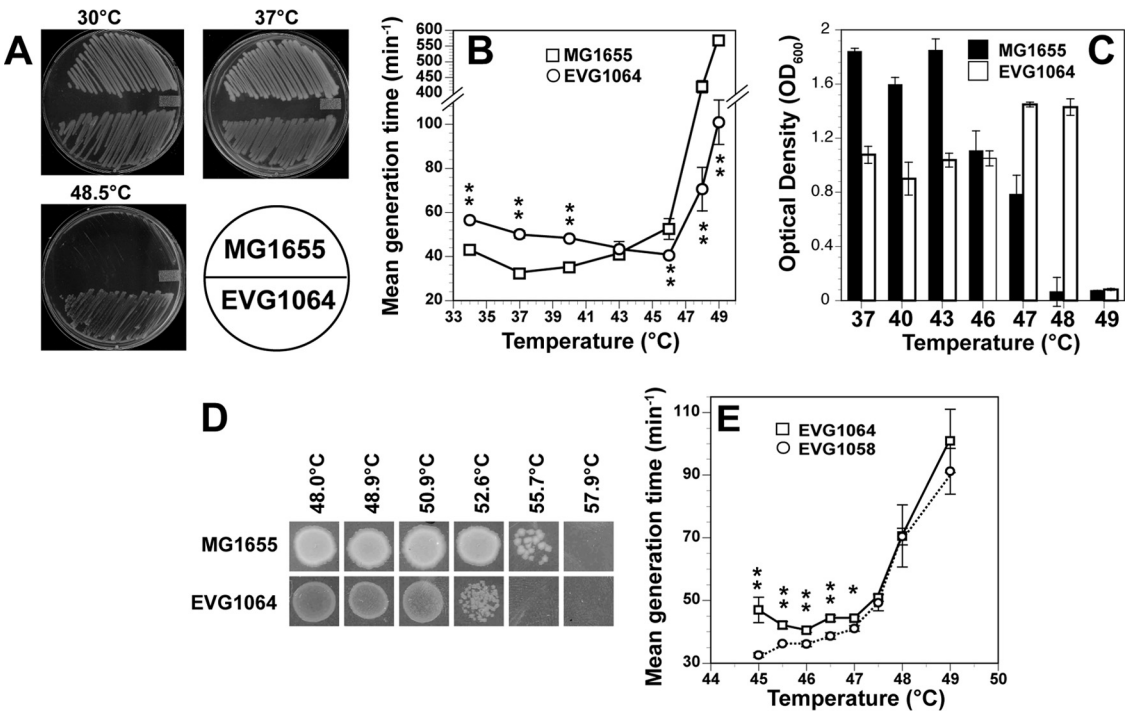 A
30°C
37°C
48.5°C
MG1655
EVG1064
B
Mean generation time (min-1)
600
550
500
450
400
100
80
60
40
20
MG1655
EVG1064
**
**
**
**
**
**
33 35 37 39 41 43 45 47 49
Temperature (°C)
C
Optical Density (OD600)
2
1.6
1.2
0.8
0.4
0
MG1655
EVG1064
37 40 43 46 47 48 49
Temperature (°C)
D
48.0°C 48.9°C 50.9°C 52.6°C 55.7°C 57.9°C
MG1655
EVG1064
E
Mean generation time (min-1)
110
90
70
50
30
EVG1064
EVG1058
** ** ** ** *
44 45 46 47 48 49 50
Temperature (°C)